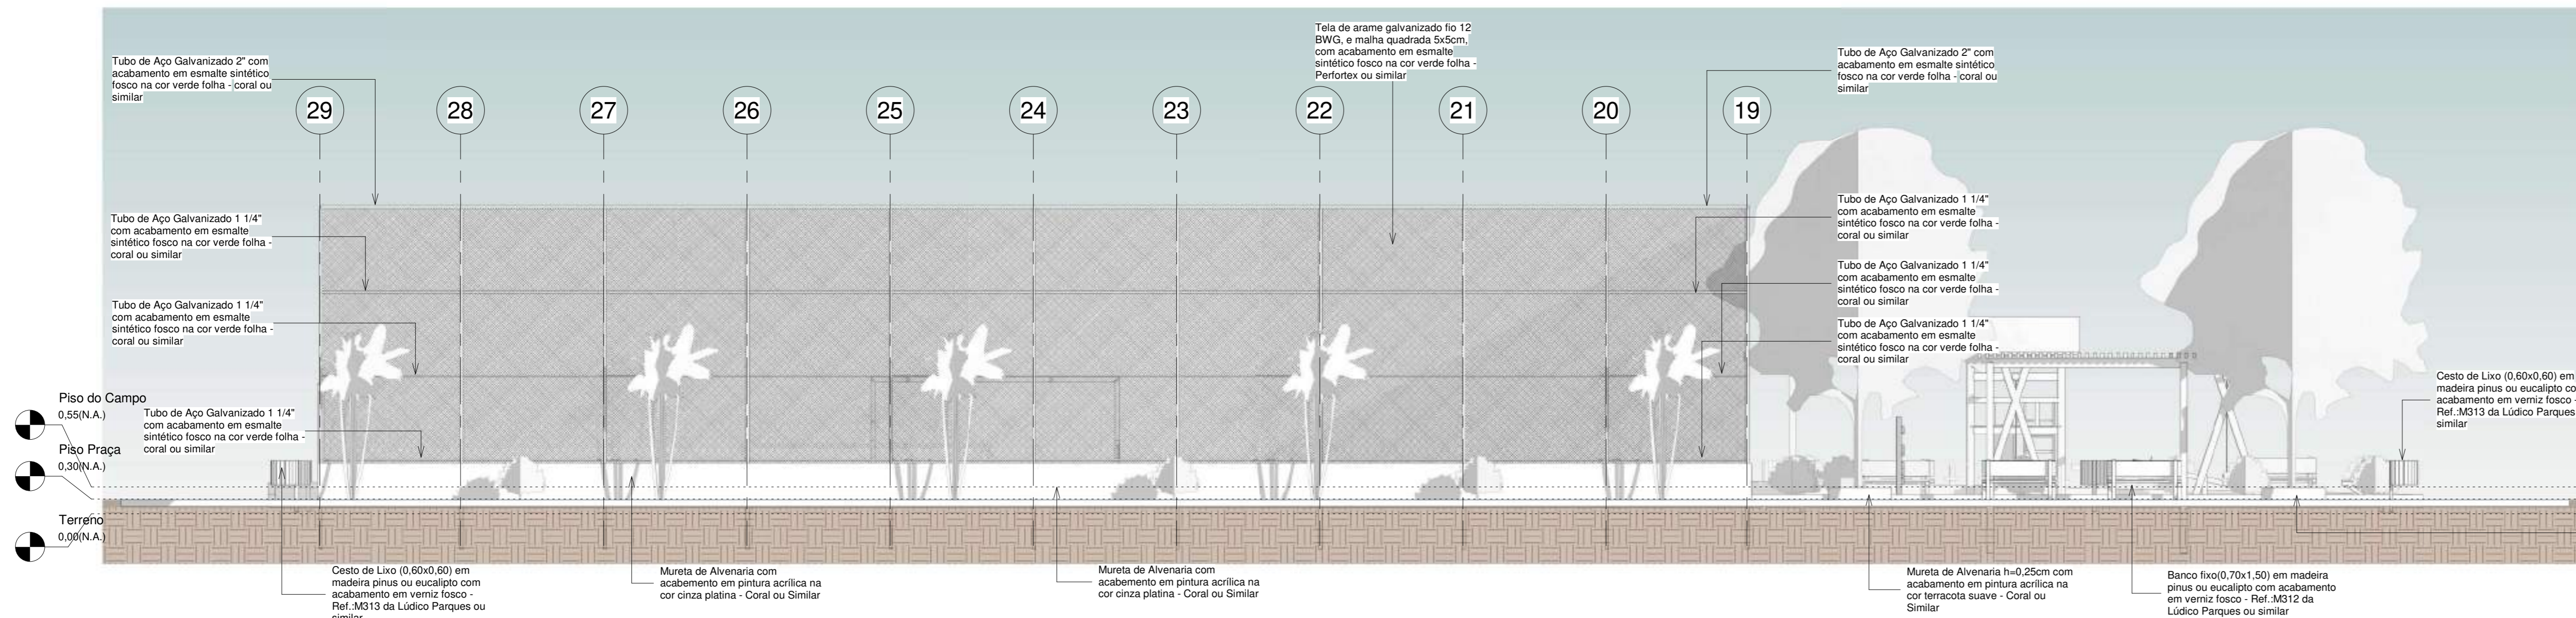 Tubo de Aço Galvanizado 2" com
acabamento em esmalte sintético
fosco na cor verde folha - coral ou
similar
Tela de arame galvanizado fio 12
BWG, e malha quadrada 5x5cm,
com acabamento em esmalte
sintético fosco na cor verde folha -
Perfortex ou similar
Tubo de Aço Galvanizado 2" com
acabamento em esmalte sintético
fosco na cor verde folha - coral ou
similar
29
28
27
26
25
24
23
22
21
20
19
Tubo de Aço Galvanizado 1 1/4"
com acabamento em esmalte
sintético fosco na cor verde folha -
coral ou similar
Tubo de Aço Galvanizado 1 1/4"
com acabamento em esmalte
sintético fosco na cor verde folha -
coral ou similar
Tubo de Aço Galvanizado 1 1/4"
com acabamento em esmalte
sintético fosco na cor verde folha -
coral ou similar
Tubo de Aço Galvanizado 1 1/4"
com acabamento em esmalte
sintético fosco na cor verde folha -
coral ou similar
Tubo de Aço Galvanizado 1 1/4"
com acabamento em esmalte
sintético fosco na cor verde folha -
coral ou similar
Piso do Campo
0,55(N.A.)
Tubo de Aço Galvanizado 1 1/4"
com acabamento em esmalte
sintético fosco na cor verde folha -
coral ou similar
Piso Praça
0,30(N.A.)
Terreno
0,00(N.A.)
Cesto de Lixo (0,60x0,60) em
madeira pinus ou eucalipto co
acabamento em verniz fosco -
Ref.:M313 da Lúdico Parques
similar
Cesto de Lixo (0,60x0,60) em
madeira pinus ou eucalipto com
acabamento em verniz fosco -
Ref.:M313 da Lúdico Parques ou
similar
Mureta de Alvenaria com
acabemento em pintura acrílica na
cor cinza platina - Coral ou Similar
Mureta de Alvenaria com
acabemento em pintura acrílica na
cor cinza platina - Coral ou Similar
Mureta de Alvenaria h=0,25cm com
acabamento em pintura acrílica na
cor terracota suave - Coral ou
Similar
Banco fixo(0,70x1,50) em madeira
pinus ou eucalipto com acabamento
em verniz fosco - Ref.:M312 da
Lúdico Parques ou similar